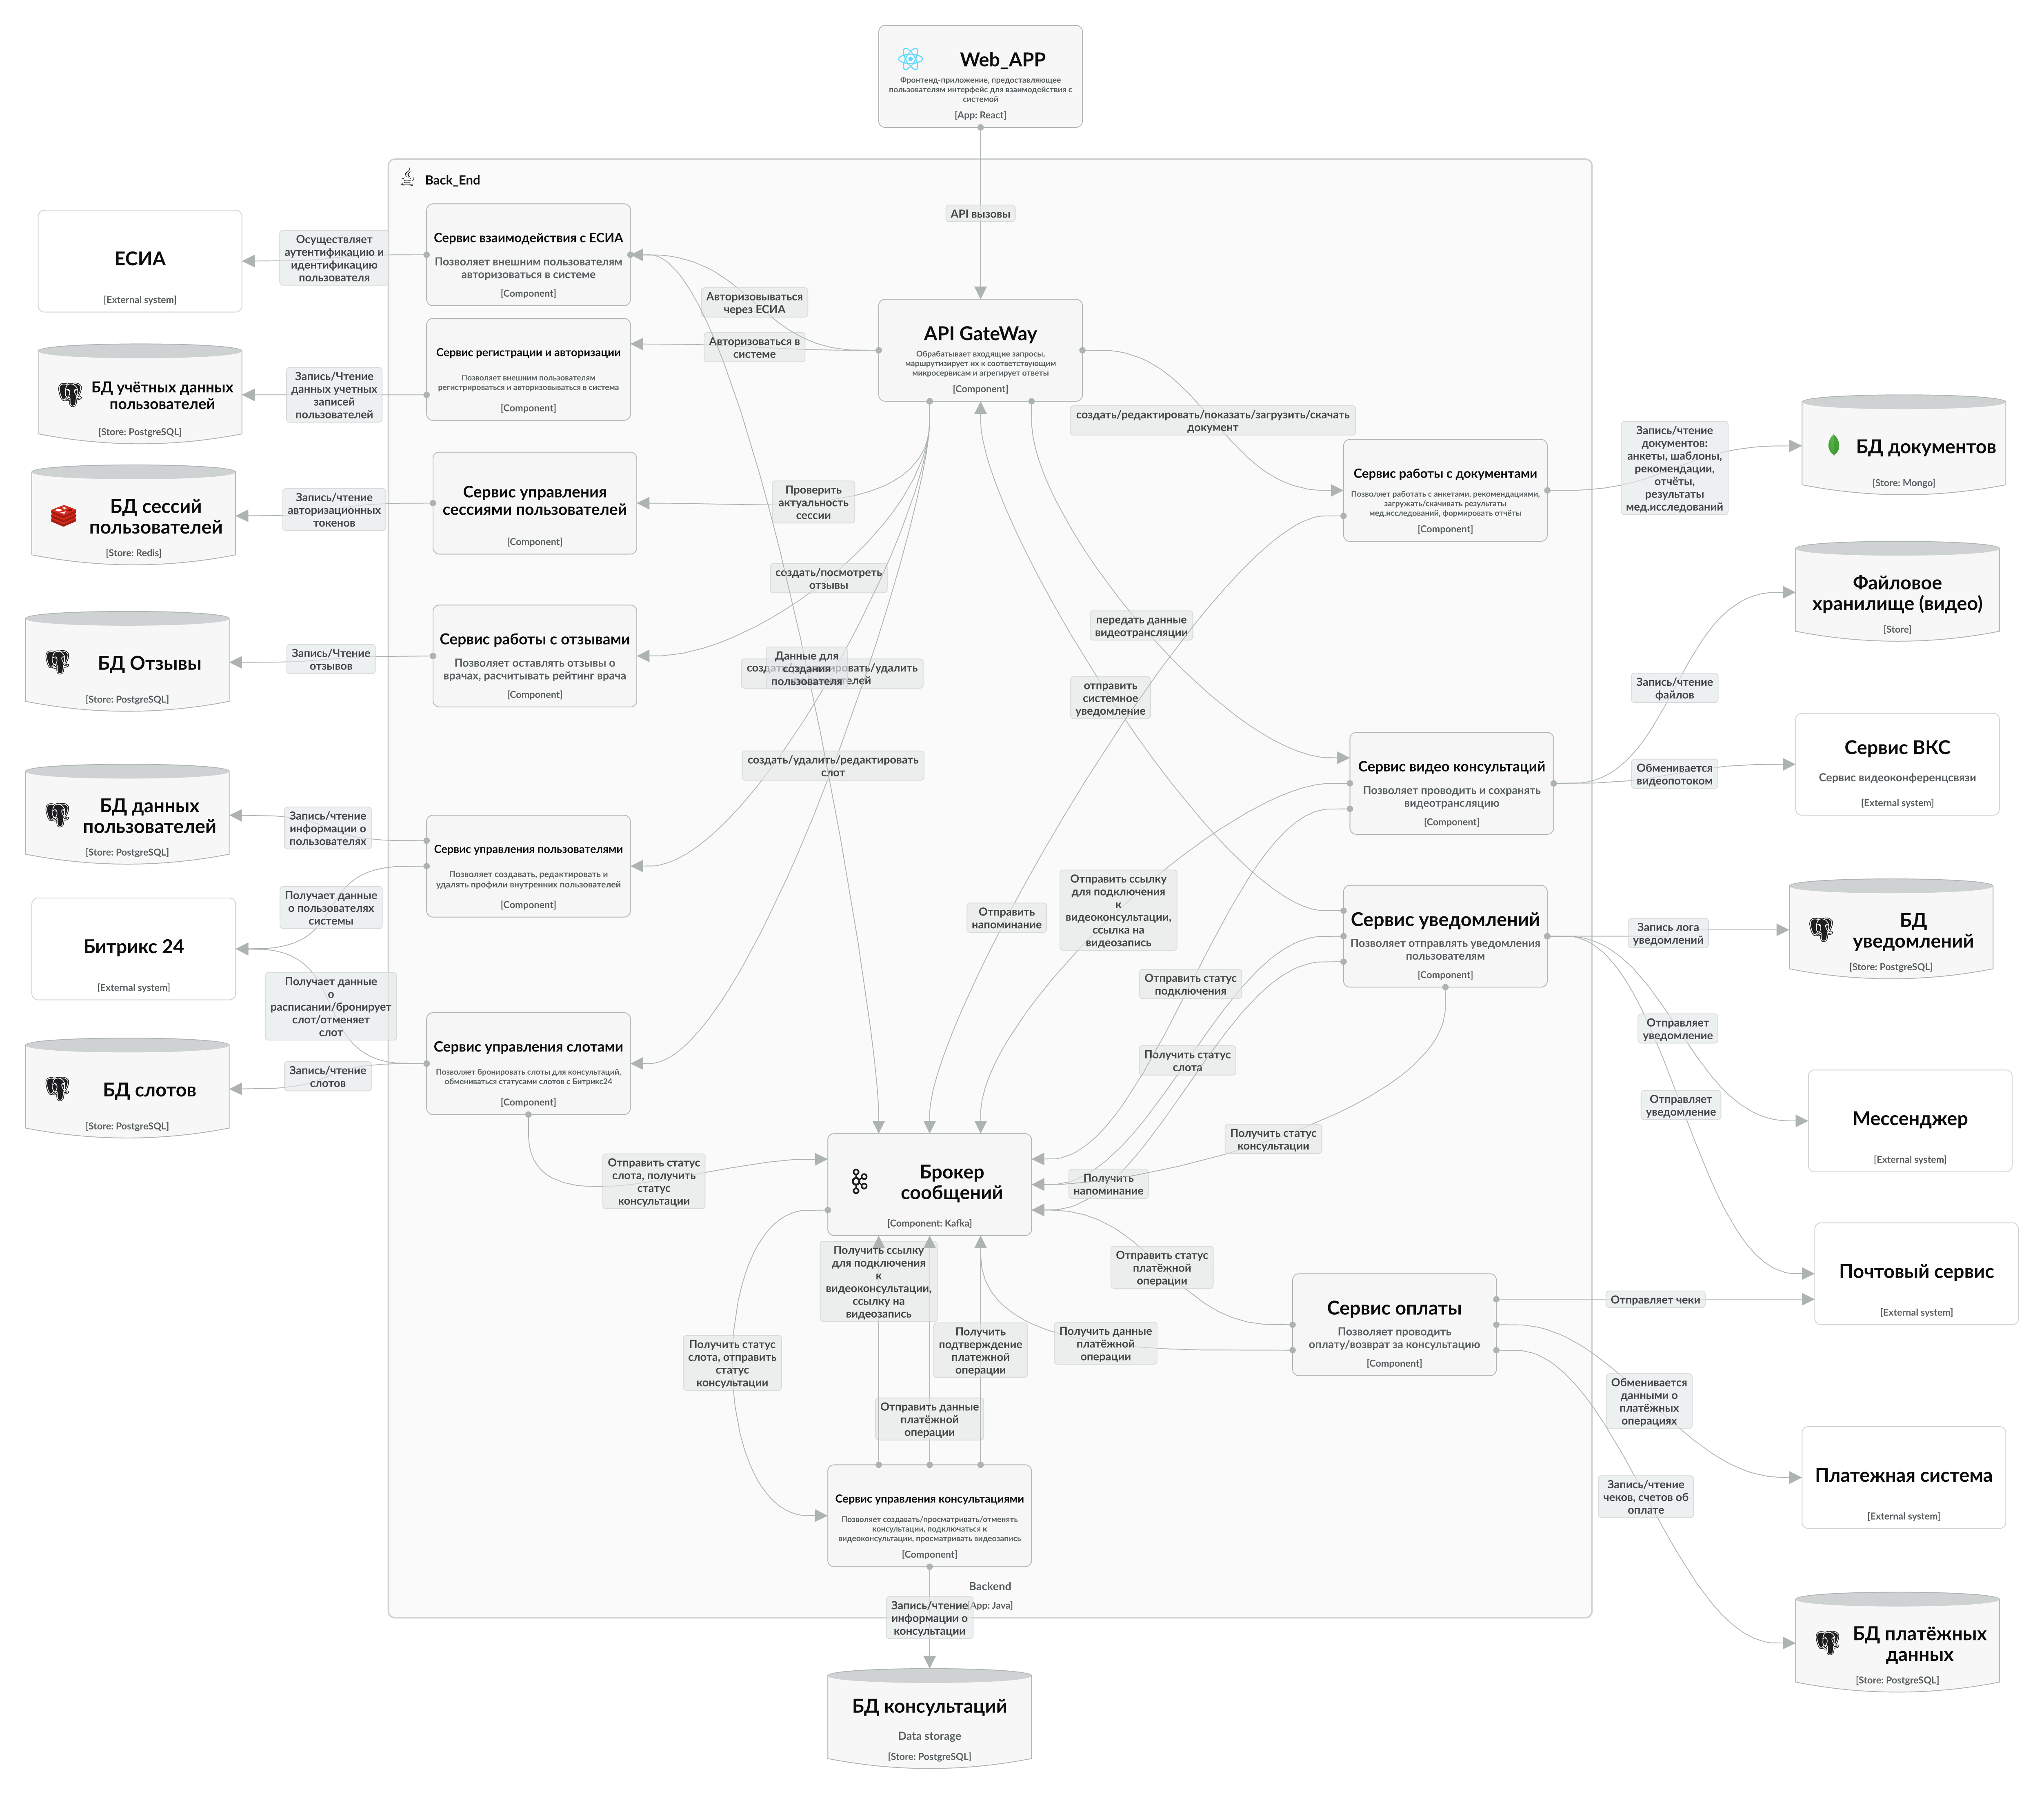 Web_APP
Фронтенд-приложение, предоставляющее
пользователям интерфейс для взаимодействия с
системой
[App: React]
Back_End
API вызовы
ЕСИА
[External system]
Осуществляет
аутентификацию и
идентификацию
пользователя
Сервис взаимодействия с ЕСИА
Позволяет внешним пользователям
авторизоваться в системе
[Component]
Авторизовываться
через ЕСИА
Авторизоваться в
системе
API GateWay
Обрабатывает входящие запросы,
маршрутизирует их к соответствующим
микросервисам и агрегирует ответы
[Component]
БД учётных данных
пользователей
[Store: PostgreSQL]
Запись/Чтение
данных учетных
записей
пользователей
Сервис регистрации и авторизации
Позволяет внешним пользователям
регистрироваться и авторизовываться в система
[Component]
создать/редактировать/показать/загрузить/скачать
документ
БД сессий
пользователей
[Store: Redis]
Запись/чтение
авторизационных
токенов
Сервис управления
сессиями пользователей
[Component]
Проверить
актуальность
сессии
Сервис работы с документами
Позволяет работать с анкетами, рекомендациями,
загружать/скачивать результаты
мед.исследований, формировать отчёты
[Component]
Запись/чтение
документов:
анкеты, шаблоны,
рекомендации,
отчёты,
результаты
мед.исследований
БД документов
[Store: Mongo]
создать/посмотреть
отзывы
Файловое
хранилище (видео)
[Store]
БД Отзывы
[Store: PostgreSQL]
Запись/Чтение
отзывов
Сервис работы с отзывами
Позволяет оставлять отзывы о
врачах, расчитывать рейтинг врача
[Component]
Данные для
создания
пользователя
передать данные
видеотрансляции
отправить
системное
уведомление
Запись/чтение
файлов
создать/удалить/редактировать
слот
Сервис видео консультаций
Позволяет проводить и сохранять
видеотрансляцию
[Component]
Обменивается
видеопотоком
Сервис ВКС
Сервис видеоконференцсвязи
[External system]
БД данных
пользователей
[Store: PostgreSQL]
Запись/чтение
информации о
пользователях
Сервис управления пользователями
Позволяет создавать, редактировать и
удалять профили внутренних пользователей
[Component]
Получает данные
о пользователях
системы
Битрикс 24
[External system]
Отправить
напоминание
Отправить ссылку
для подключения
к
видеоконсультации,
ссылка на
видеозапись
Сервис уведомлений
Позволяет отправлять уведомления
пользователям
[Component]
Запись лога
уведомлений
БД
уведомлений
[Store: PostgreSQL]
Получает данные
о
расписании/бронирует
слот/отменяет
слот
Отправить статус
подключения
Отправляет
уведомление
БД слотов
[Store: PostgreSQL]
Запись/чтение
слотов
Сервис управления слотами
Позволяет бронировать слоты для консультаций,
обмениваться статусами слотов с Битрикс24
[Component]
Получить статус
слота
Отправляет
уведомление
Мессенджер
[External system]
Получить статус
консультации
Отправить статус
слота, получить
статус
консультации
Брокер
сообщений
[Component: Kafka]
Получить
напоминание
Получить ссылку
для подключения
к
видеоконсультации,
ссылку на
видеозапись
Отправить статус
платёжной
операции
Почтовый сервис
[External system]
Отправляет чеки
Сервис оплаты
Позволяет проводить
оплату/возврат за консультацию
[Component]
Получить статус
слота, отправить
статус
консультации
Получить
подтверждение
платежной
операции
Получить данные
платёжной
операции
Отправить данные
платёжной
операции
Обменивается
данными о
платёжных
операциях
Платежная система
[External system]
Запись/чтение
чеков, счетов об
оплате
Сервис управления консультациями
Позволяет создавать/просматривать/отменять
консультации, подключаться к
видеоконсультации, просматривать видеозапись
[Component]
Backend
[App: Java]
Запись/чтение
информации о
консультации
БД платёжных
данных
[Store: PostgreSQL]
БД консультаций
Data storage
[Store: PostgreSQL]